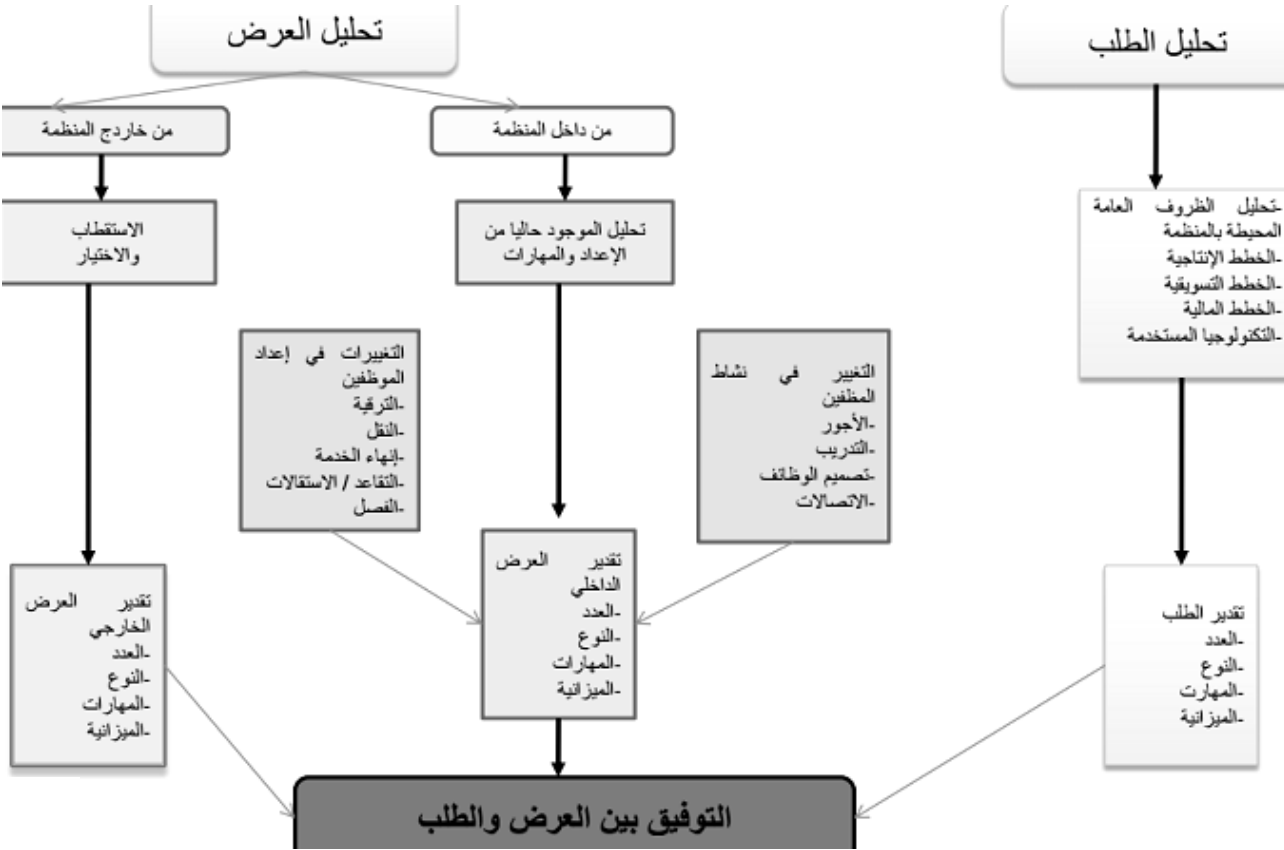 تحليل الطلب
تحليل العرض
من داخل المنظمة
من خاردج المنظمة
-تحليل الظروف العامة
المحيطة بالمنظمة
-الخطط الإنتاجية
-الخطط التسويقية
-الخطط المالية
-التكنولوجيا المستخدمة
تحليل الموجود حاليا من
الإعداد والمهارات
الاستقطاب
والاختيار
التغيير في نشاط
المظفين
-الأجور
-التدريب
-تصميم الوظائف
-الاتصالات
التغييرات في إعداد
الموظفين
-الترقية
-النقل
-إنهاء الخدمة
-التقاعد / الاستقالات
-الفصل
تقدير الطلب
-العدد
-النوع
-المهارت
-الميزانية
تقدير العرض
الداخلي
-العدد
-النوع
-المهارات
-الميزانية
تقدير العرض
الخارجي
-العدد
-النوع
-المهارات
-الميزانية
التوفيق بين العرض والطلب